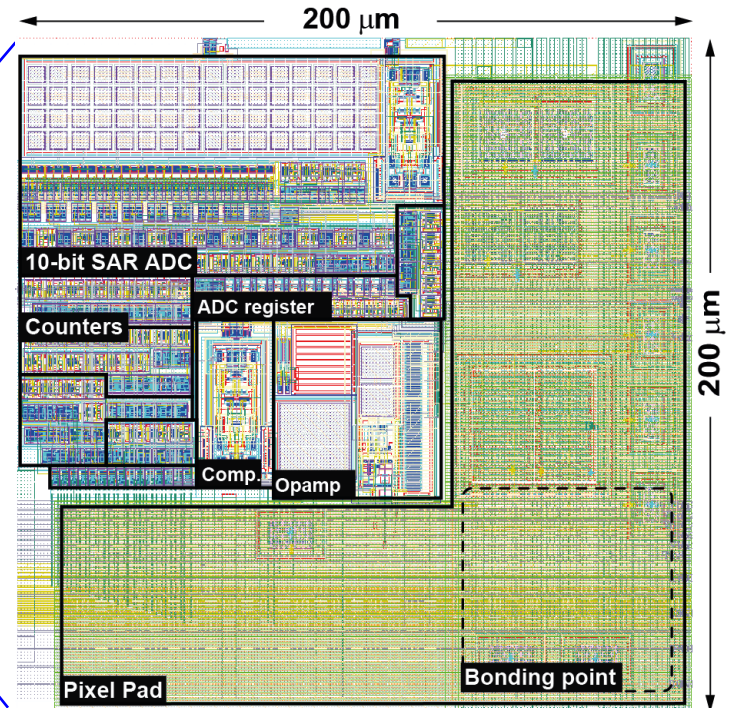 200 μm
10-bit SAR ADC
ADC register
Counters
200 μm
Comp.
Opamp
Bonding point
Pixel Pad